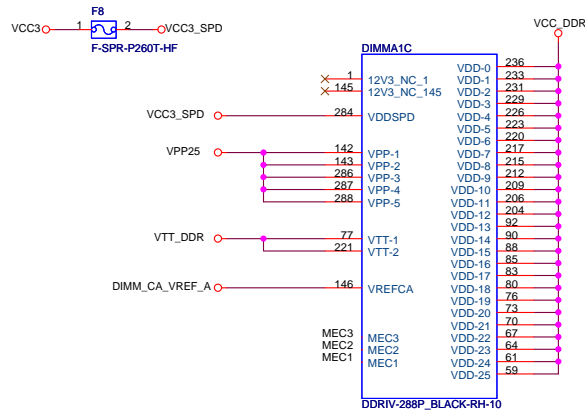 F8
VCC3 1 2 VCC3_SPD
F-SPR-P260T-HF
VCC_DDR
DIMMA1C
236 VDD-0
1 12V3_NC_1 VDD-1 233
145 12V3_NC_145 VDD-2 231
VDD-3 229
VCC3_SPD 284 VDDSPD VDD-4 226
VDD-5 223
VDD-6 220
VPP25 142 VPP-1 VDD-7 217
143 VPP-2 VDD-8 215
286 VPP-3 VDD-9 212
287 VPP-4 VDD-10 209
288 VPP-5 VDD-11 206
VDD-12 204
VDD-13 92
VTT_DDR 77 VTT-1 VDD-14 90
221 VTT-2 VDD-15 88
VDD-16 85
VDD-17 83
DIMM_CA_VREF_A 146 VREFCA VDD-18 80
VDD-19 76
VDD-20 73
VDD-21 70
MEC3 MEC3 VDD-22 67
MEC2 MEC2 VDD-23 64
MEC1 MEC1 VDD-24 61
VDD-25 59
DDRIV-288P_BLACK-RH-10